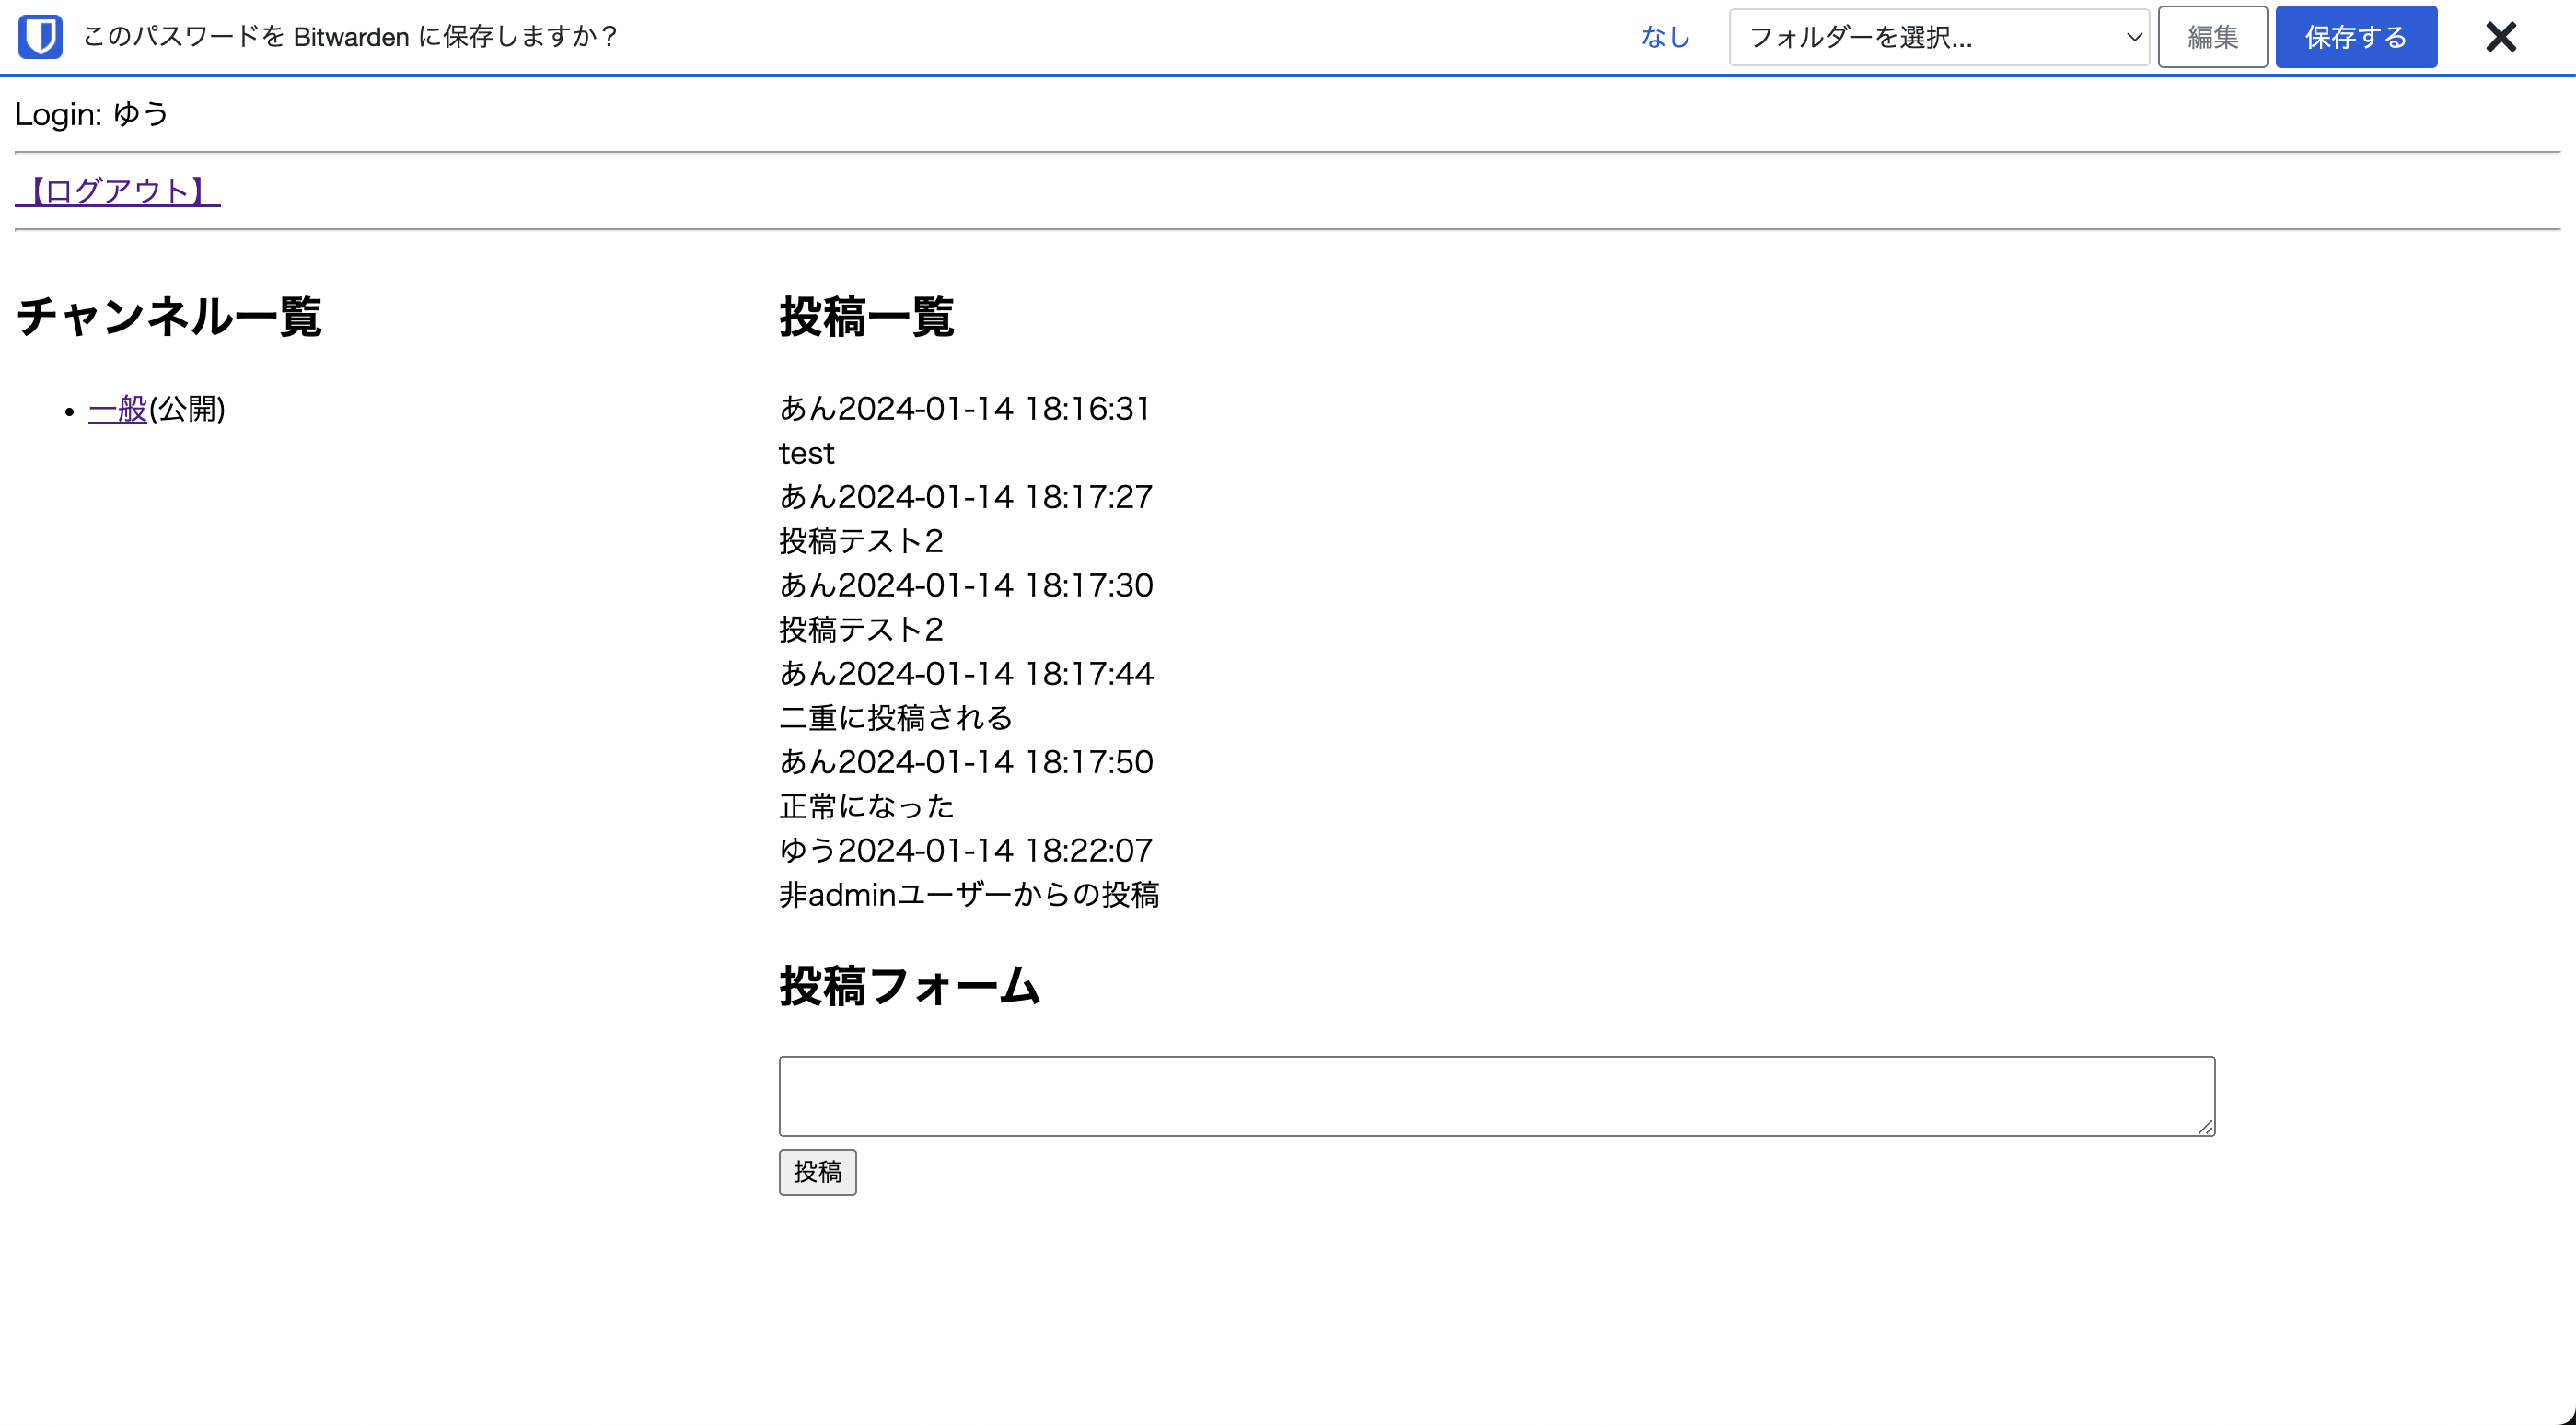 このパスワードを Bitwarden に保存しますか？ なし フォルダーを選択... 編集 保存する
Login: ゆう
【ログアウト】
チャンネル一覧
一般(公開)
投稿一覧
あん2024-01-14 18:16:31
test
あん2024-01-14 18:17:27
投稿テスト2
あん2024-01-14 18:17:30
投稿テスト2
あん2024-01-14 18:17:44
二重に投稿される
あん2024-01-14 18:17:50
正常になった
ゆう2024-01-14 18:22:07
非adminユーザーからの投稿
投稿フォーム
投稿